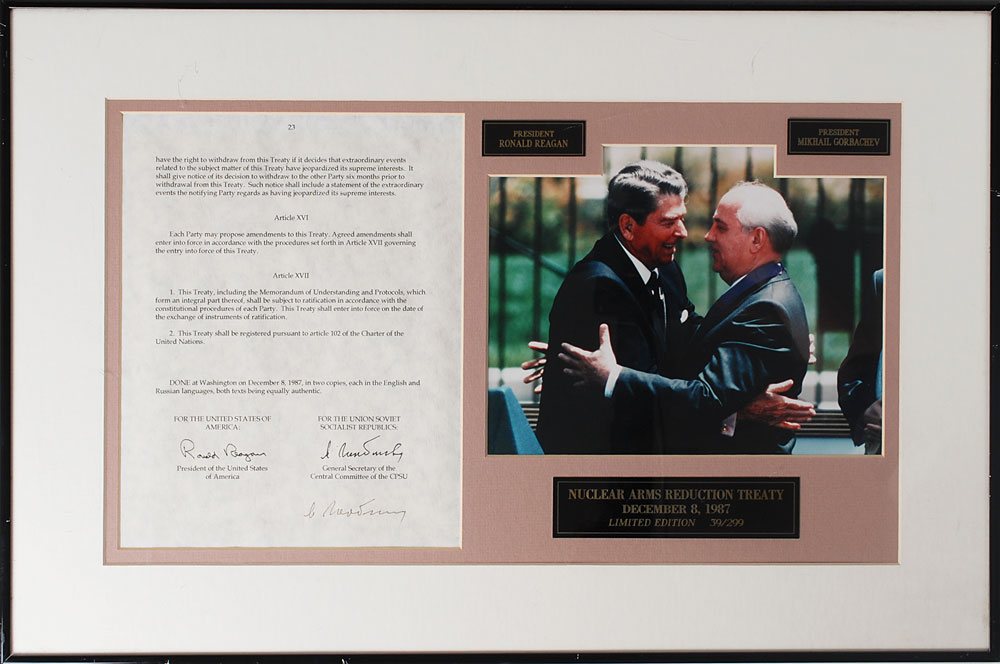 23
have the right to withdraw from this Treaty if it decides that extraordinary events
related to the subject matter of this Treaty have jeopardized its supreme interests. It
shall give notice of its decision to withdraw to the other Party six months prior to
withdrawal from this Treaty. Such notice shall include a statement of the extraordinary
events the notifying Party regards as having jeopardized its supreme interests.
Article XVI
Each Party may propose amendments to this Treaty. Agreed amendments shall
enter into force in accordance with the procedures set forth in Article XVII governing
the entry into force of this Treaty.
Article XVII
1. This Treaty, including the Memorandum of Understanding and Protocols, which
form an integral part thereof, shall be subject to ratification in accordance with the
constitutional procedures of each Party. This Treaty shall enter into force on the date of
the exchange of instruments of ratification.
2. This Treaty shall be registered pursuant to article 102 of the Charter of the
United Nations.
DONE at Washington on December 8, 1987, in two copies, each in the English and
Russian languages, both texts being equally authentic.
FOR THE UNITED STATES OF
AMERICA:
Ronald Reagan
President of the United States
of America
FOR THE UNION SOVIET
SOCIALIST REPUBLICS:
General Secretary of the
Central Committee of the CPSU
PRESIDENT
RONALD REAGAN
PRESIDENT
MIKHAIL GORBACHEV
NUCLEAR ARMS REDUCTION TREATY
DECEMBER 8, 1987
LIMITED EDITION 39/299